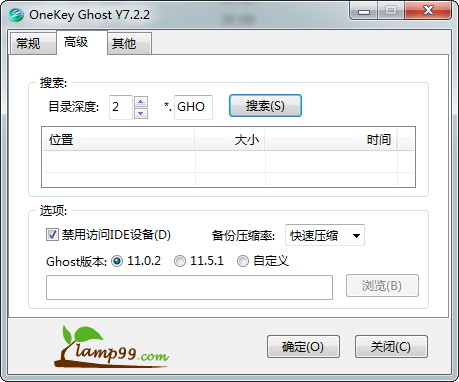 OneKey Ghost Y7.2.2
常规 高级 其他
搜索:
目录深度: 2 *. GHO 搜索(S)
位置 大小 时间
选项:
禁用访问IDE设备(D) 备份压缩率: 快速压缩
Ghost版本: 11.0.2 11.5.1 自定义
浏览(B)
lamp99.com 确定(O) 关闭(C)